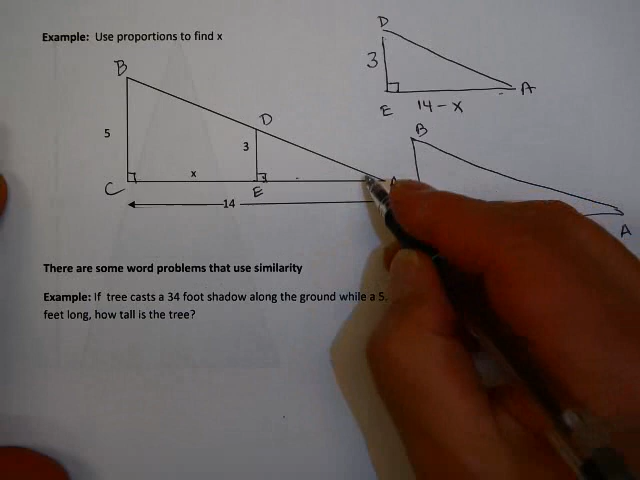 Example: Use proportions to find x
D
3
E 14 - x A
B
D
5
3
x
C
E
14
B
A
There are some word problems that use similarity
Example: If tree casts a 34 foot shadow along the ground while a 5.
feet long, how tall is the tree?